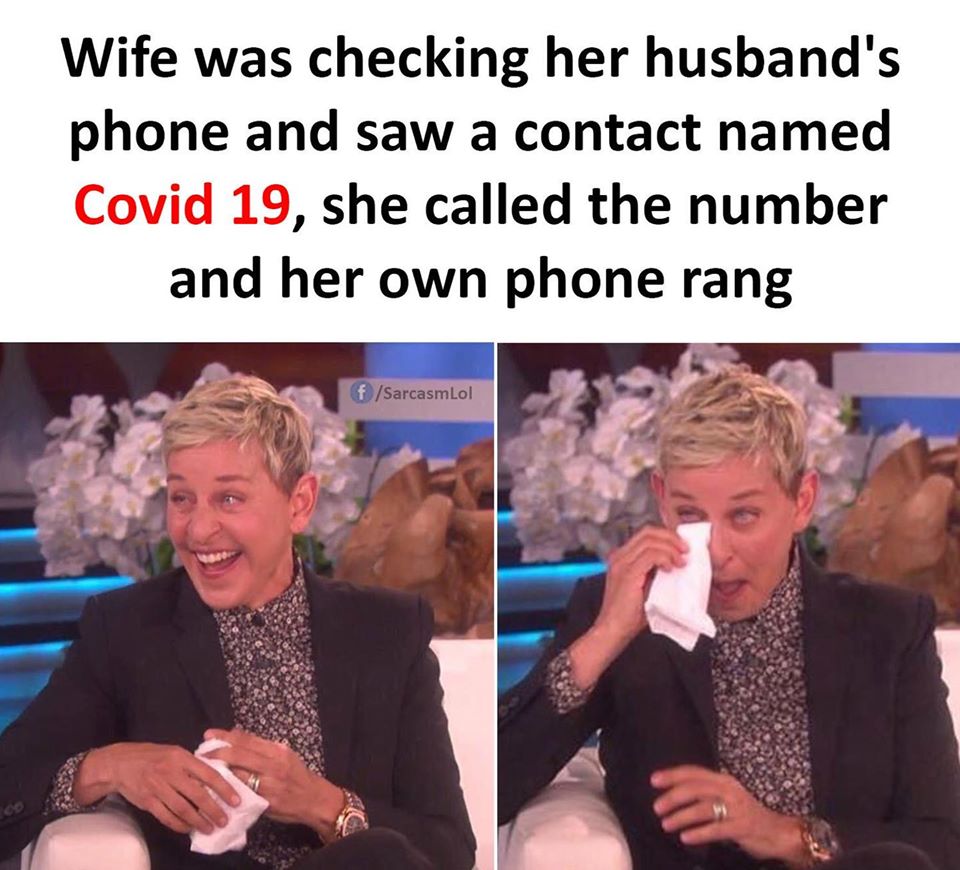 Wife was checking her husband's
phone and saw a contact named
Covid 19, she called the number
and her own phone rang
f/SarcasmLol